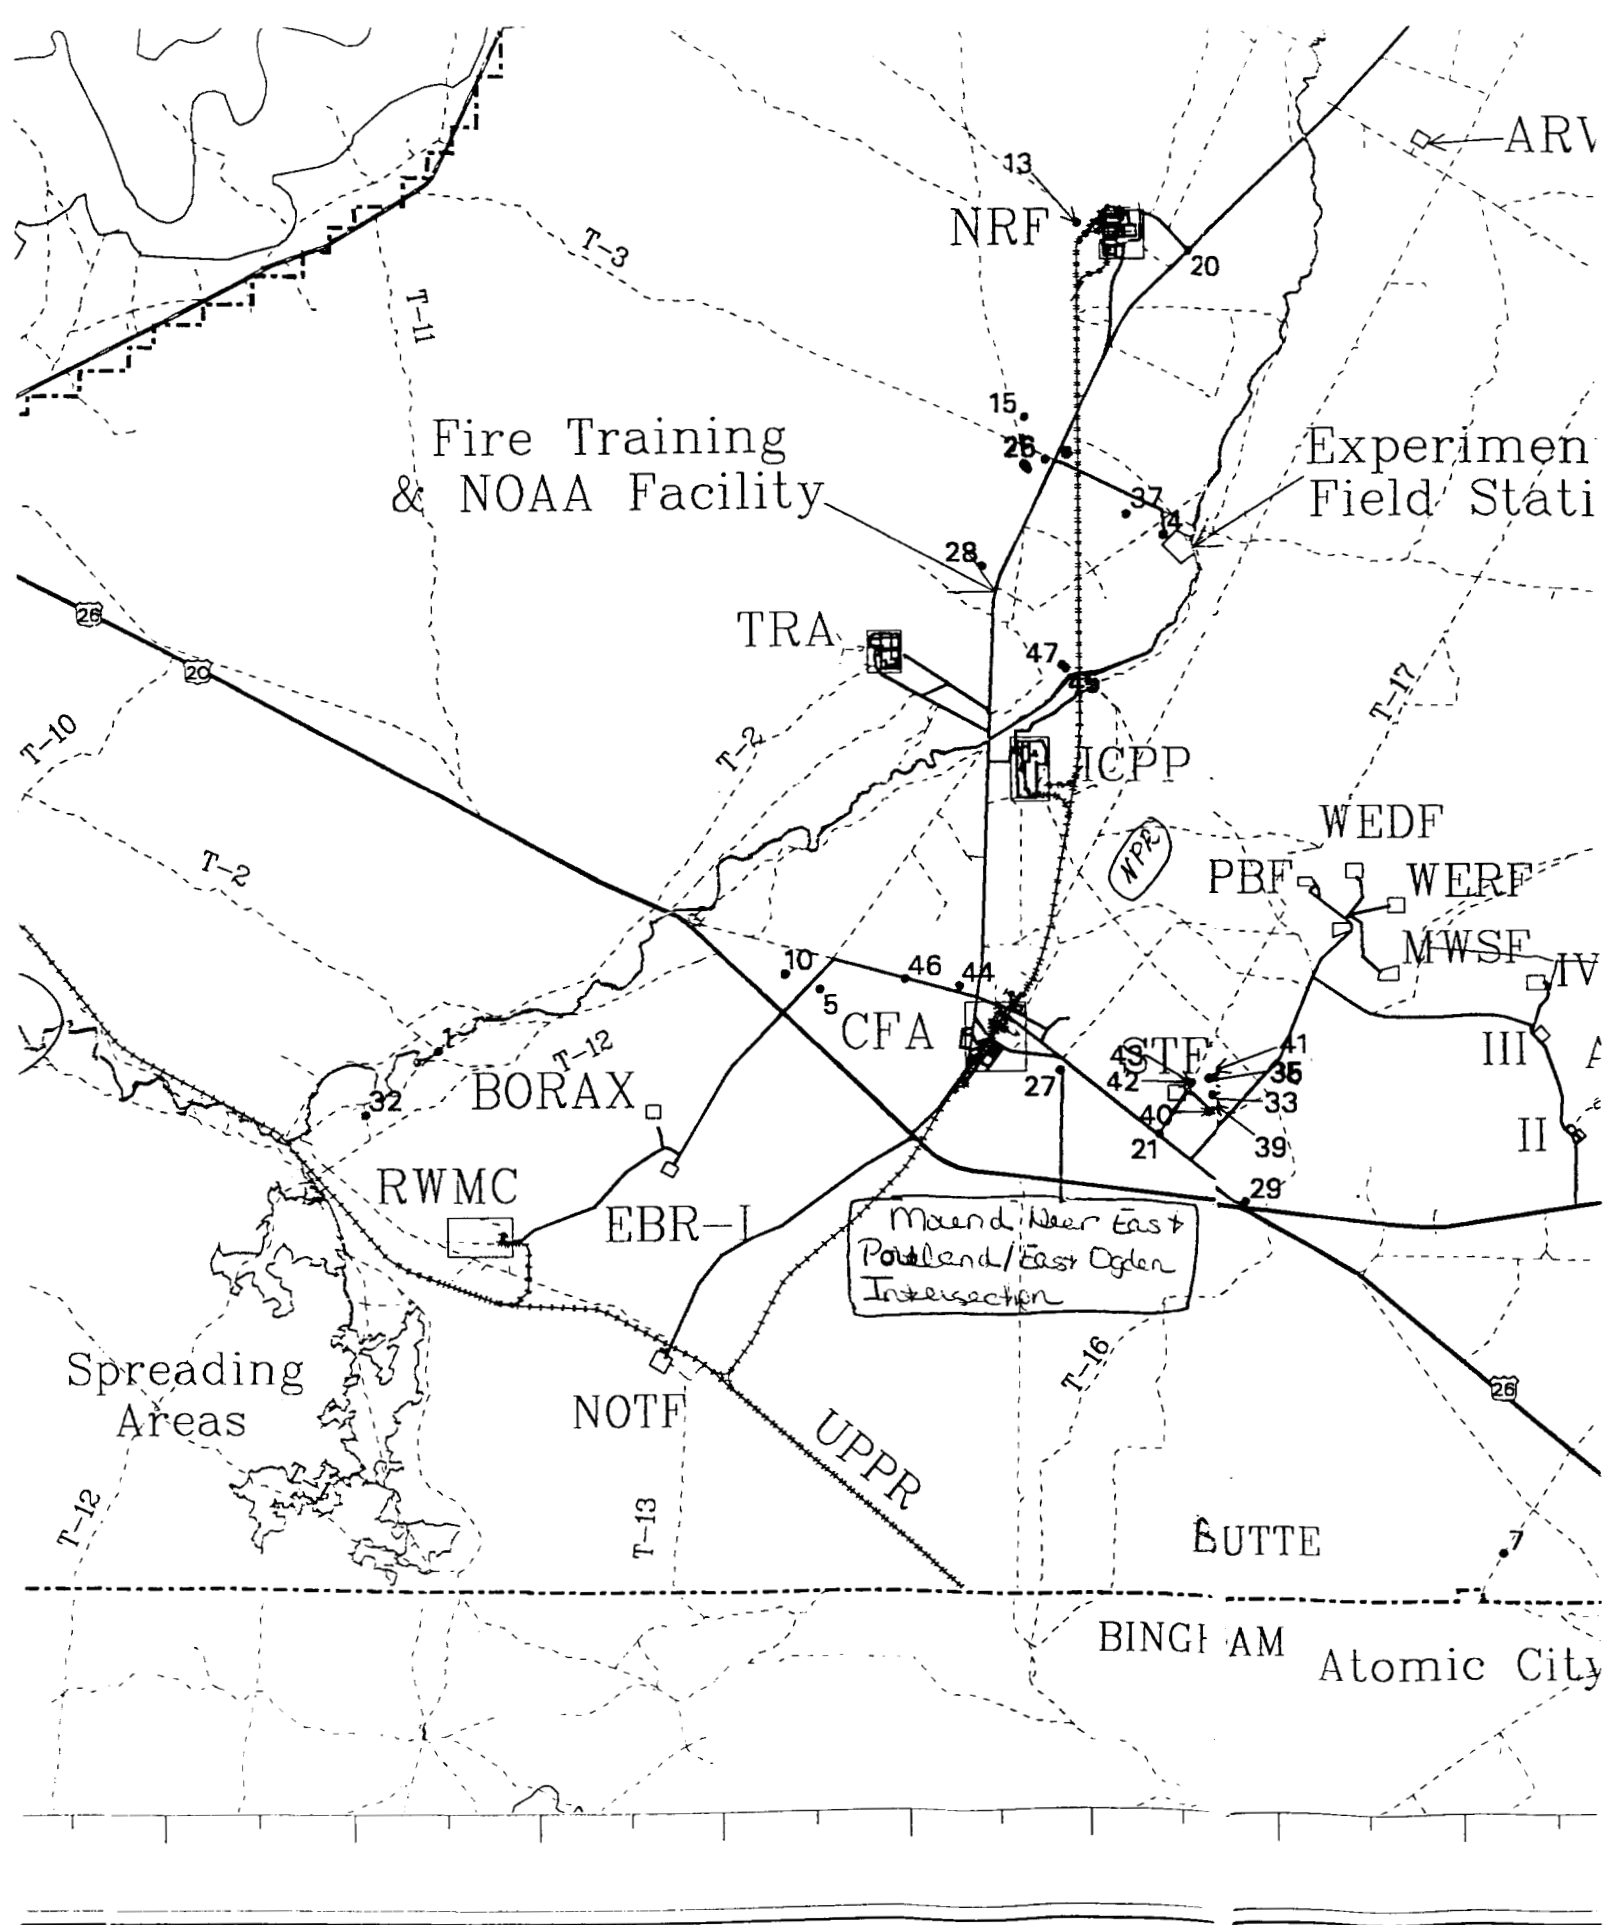 ARV
13
NRF
20
T-3
T-11
15
Fire Training
& NOAA Facility
Experimen
Field Stati
37
4
28
26
20
TRA
47
T-17
T-10
T-2
ICPP
WEDF
NPR
PBF
WERF
T-2
MWSF
IV
10
46
44
5
CFA
III
A
T-12
STF
41
43
42
27
BORAX
32
33
40
21
39
II
RWMC
29
EBR-I
Mound Near East
Portland/East Ogden
Intersection
Spreading
Areas
T-16
26
NOTF
UPPR
T-12
T-13
BUTTE
7
BINGHAM
Atomic City